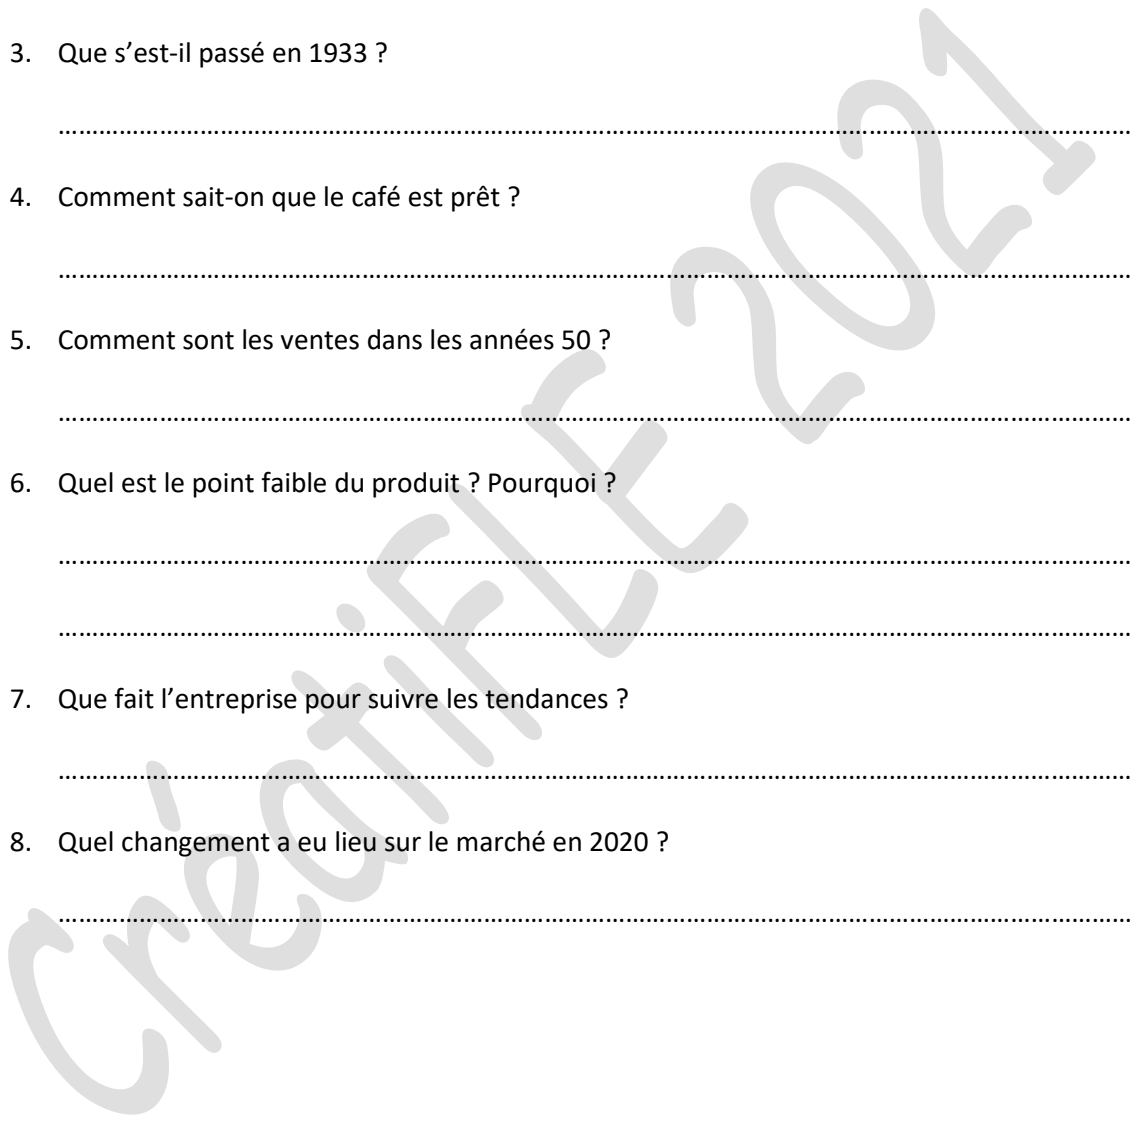 3. Que s’est-il passé en 1933 ?
……………………………………………………………………………………………………………………………………………
4. Comment sait-on que le café est prêt ?
……………………………………………………………………………………………………………………………………………
5. Comment sont les ventes dans les années 50 ?
……………………………………………………………………………………………………………………………………………
6. Quel est le point faible du produit ? Pourquoi ?
……………………………………………………………………………………………………………………………………………
……………………………………………………………………………………………………………………………………………
7. Que fait l’entreprise pour suivre les tendances ?
……………………………………………………………………………………………………………………………………………
8. Quel changement a eu lieu sur le marché en 2020 ?
……………………………………………………………………………………………………………………………………………
CréatiFLE 2021